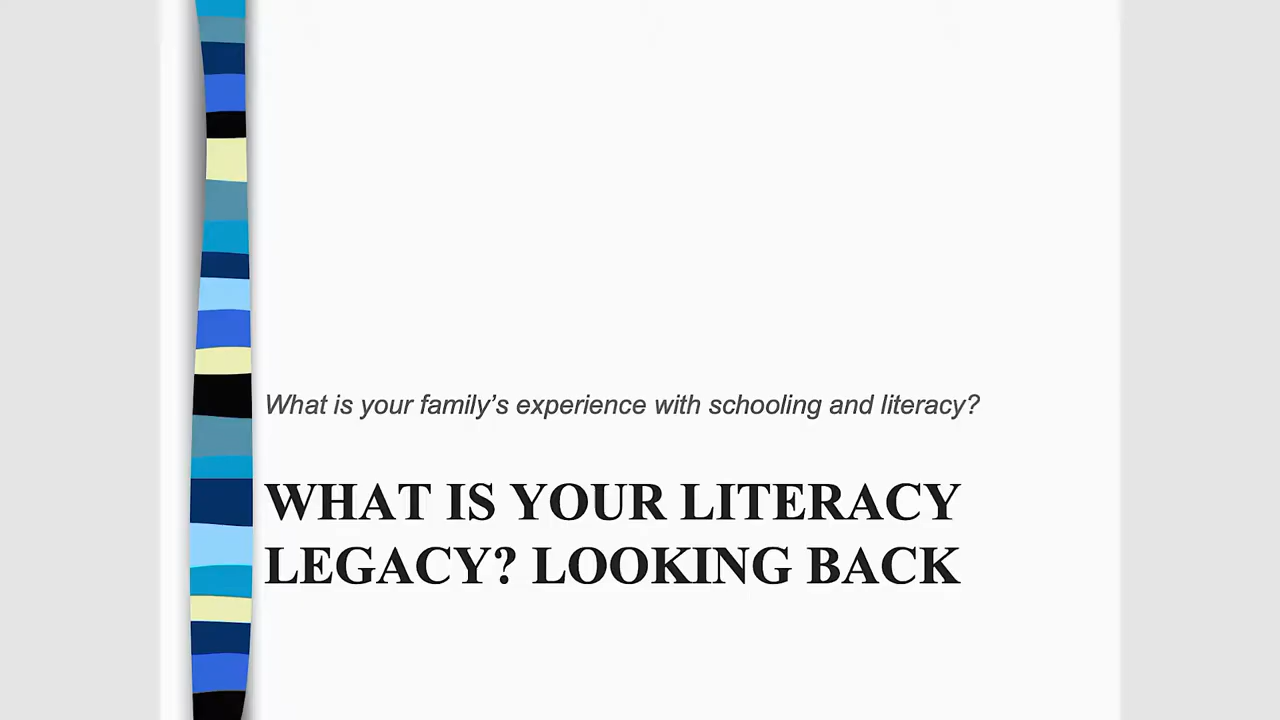 What is your family’s experience with schooling and literacy?
WHAT IS YOUR LITERACY
LEGACY? LOOKING BACK